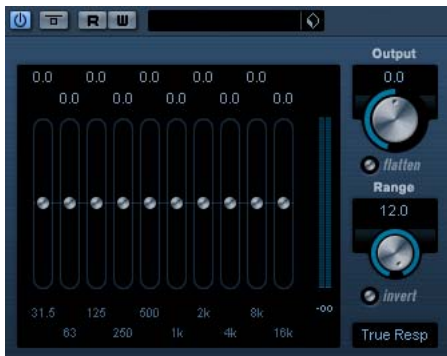 R W
Output
0.0 0.0 0.0 0.0 0.0 0.0
0.0 0.0 0.0 0.0 0.0
flatten
Range
12.0
31.5 125 500 2k 8k -oo
63 250 1k 4k 16k
invert
True Resp